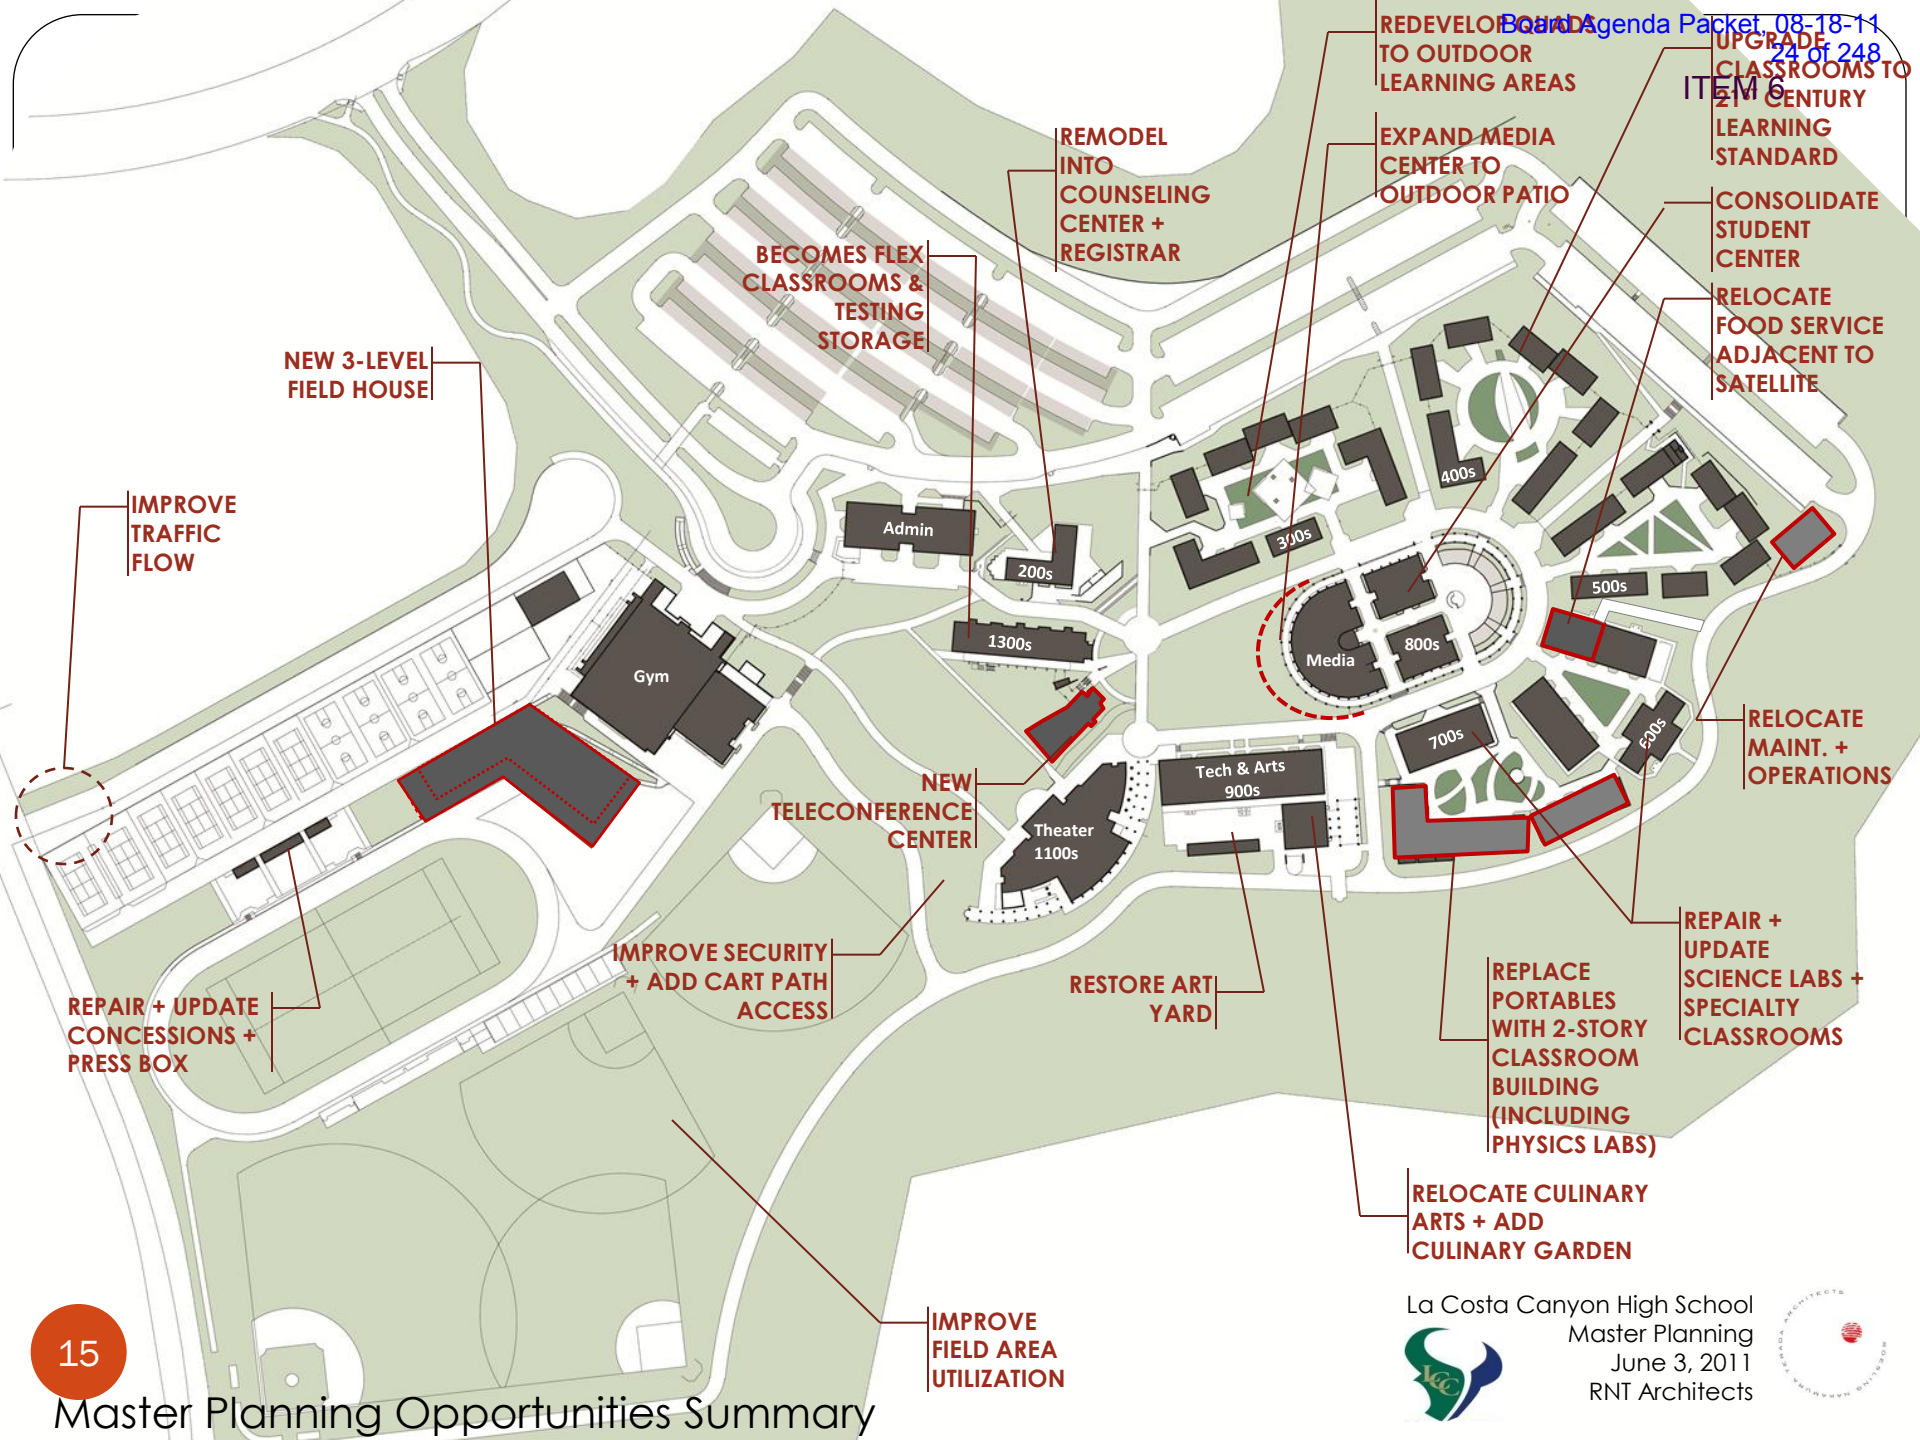 Board Agenda Packet, 08-18-11
24 of 248
ITEM 6
REDEVELOP QUADS
TO OUTDOOR
LEARNING AREAS
UPGRADE
CLASSROOMS TO
21ST CENTURY
LEARNING
STANDARD
REMODEL
INTO
COUNSELING
CENTER +
REGISTRAR
EXPAND MEDIA
CENTER TO
OUTDOOR PATIO
CONSOLIDATE
STUDENT
CENTER
BECOMES FLEX
CLASSROOMS &
TESTING
STORAGE
RELOCATE
FOOD SERVICE
ADJACENT TO
SATELLITE
NEW 3-LEVEL
FIELD HOUSE
IMPROVE
TRAFFIC
FLOW
Admin
200s
300s
400s
500s
1300s
Gym
Media
800s
600s
700s
Tech & Arts
900s
Theater
1100s
RELOCATE
MAINT. +
OPERATIONS
NEW
TELECONFERENCE
CENTER
IMPROVE SECURITY
+ ADD CART PATH
ACCESS
REPAIR + UPDATE
CONCESSIONS +
PRESS BOX
RESTORE ART
YARD
REPAIR +
UPDATE
SCIENCE LABS +
SPECIALTY
CLASSROOMS
REPLACE
PORTABLES
WITH 2-STORY
CLASSROOM
BUILDING
(INCLUDING
PHYSICS LABS)
RELOCATE CULINARY
ARTS + ADD
CULINARY GARDEN
IMPROVE
FIELD AREA
UTILIZATION
La Costa Canyon High School
Master Planning
June 3, 2011
RNT Architects
LCC
ROESLING NAKAMURA TERADA ARCHITECTS
15
Master Planning Opportunities Summary